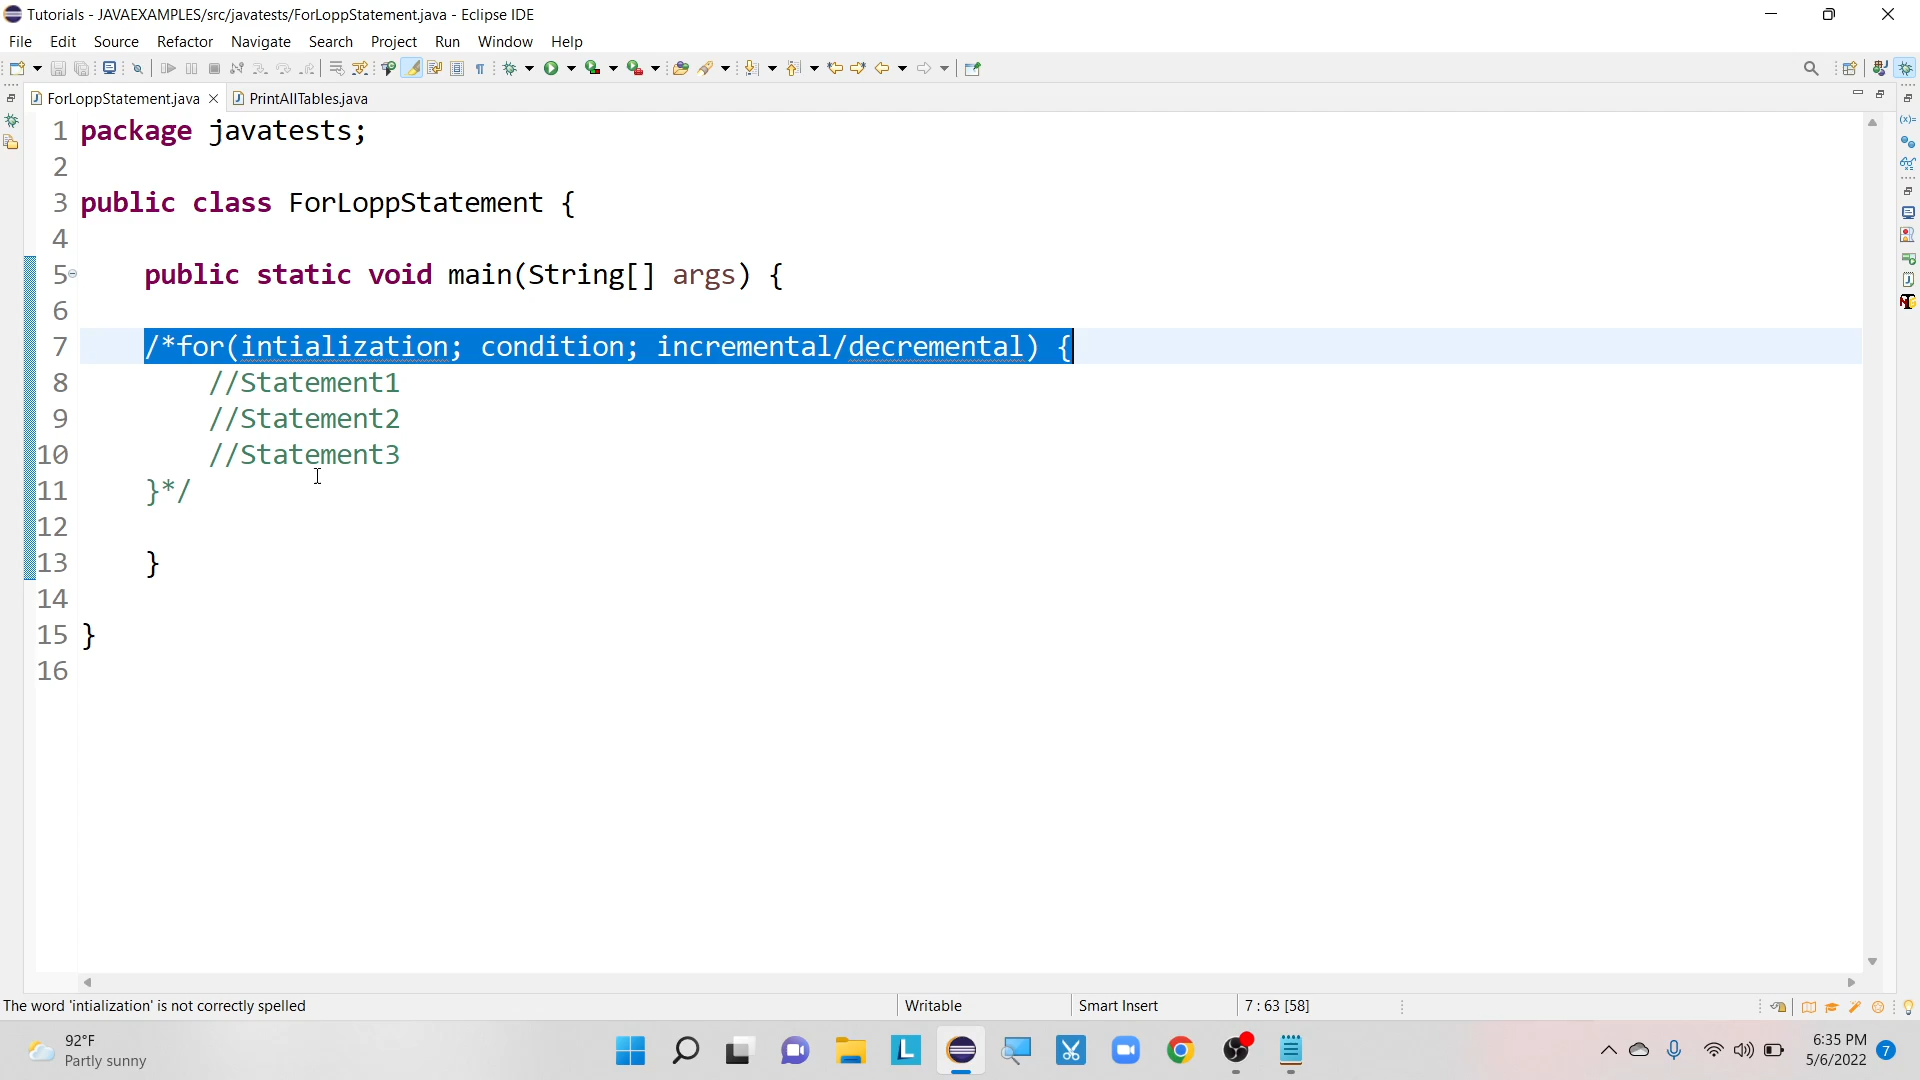 Tutorials - JAVAEXAMPLES/src/javatests/ForLoppStatement.java - Eclipse IDE
File Edit Source Refactor Navigate Search Project Run Window Help
ForLoppStatement.java PrintAllTables.java
1 package javatests;
2
3 public class ForLoppStatement {
4
5 public static void main(String[] args) {
6
7 /*for(intialization; condition; incremental/decremental) {
8 //Statement1
9 //Statement2
10 //Statement3
11 }*/
12
13 }
14
15 }
16
The word 'intialization' is not correctly spelled Writable Smart Insert 7 : 63 [58]
92°F
Partly sunny
6:35 PM
5/6/2022 7